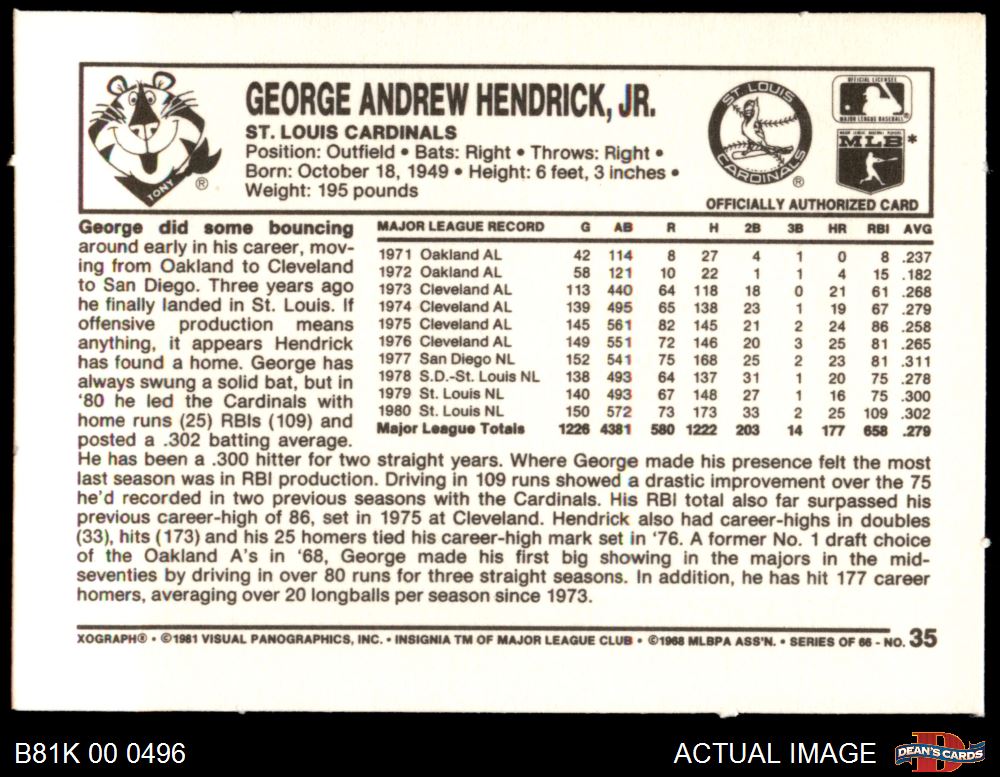 GEORGE ANDREW HENDRICK, JR.
ST. LOUIS CARDINALS
Position: Outfield • Bats: Right • Throws: Right •
Born: October 18, 1949 • Height: 6 feet, 3 inches •
Weight: 195 pounds
TONY
®
ST. LOUIS
CARDINALS
®
OFFICIALLY LICENSED
MAJOR LEAGUE BASEBALL
MAJOR LEAGUE BASEBALL PLAYERS
MLB *
OFFICIALLY AUTHORIZED CARD
George did some bouncing
around early in his career, mov-
ing from Oakland to Cleveland
to San Diego. Three years ago
he finally landed in St. Louis. If
offensive production means
anything, it appears Hendrick
has found a home. George has
always swung a solid bat, but in
'80 he led the Cardinals with
home runs (25) RBIs (109) and
posted a .302 batting average.
MAJOR LEAGUE RECORD G AB R H 2B 3B HR RBI AVG
1971 Oakland AL 42 114 8 27 4 1 0 8 .237
1972 Oakland AL 58 121 10 22 1 1 4 15 .182
1973 Cleveland AL 113 440 64 118 18 0 21 61 .268
1974 Cleveland AL 139 495 65 138 23 1 19 67 .279
1975 Cleveland AL 145 561 82 145 21 2 24 86 .258
1976 Cleveland AL 149 551 72 146 20 3 25 81 .265
1977 San Diego NL 152 541 75 168 25 2 23 81 .311
1978 S.D.-St. Louis NL 138 493 64 137 31 1 20 75 .278
1979 St. Louis NL 140 493 67 148 27 1 16 75 .300
1980 St. Louis NL 150 572 73 173 33 2 25 109 .302
Major League Totals 1226 4381 580 1222 203 14 177 658 .279
He has been a .300 hitter for two straight years. Where George made his presence felt the most
last season was in RBI production. Driving in 109 runs showed a drastic improvement over the 75
he'd recorded in two previous seasons with the Cardinals. His RBI total also far surpassed his
previous career-high of 86, set in 1975 at Cleveland. Hendrick also had career-highs in doubles
(33), hits (173) and his 25 homers tied his career-high mark set in '76. A former No. 1 draft choice
of the Oakland A's in '68, George made his first big showing in the majors in the mid-
seventies by driving in over 80 runs for three straight seasons. In addition, he has hit 177 career
homers, averaging over 20 longballs per season since 1973.
XOGRAPH® • ©1981 VISUAL PANOGRAPHICS, INC. • INSIGNIA TM OF MAJOR LEAGUE CLUB • ©1968 MLBPA ASS'N. • SERIES OF 66 - NO. 35
B81K 00 0496
ACTUAL IMAGE
DEAN'S CARDS